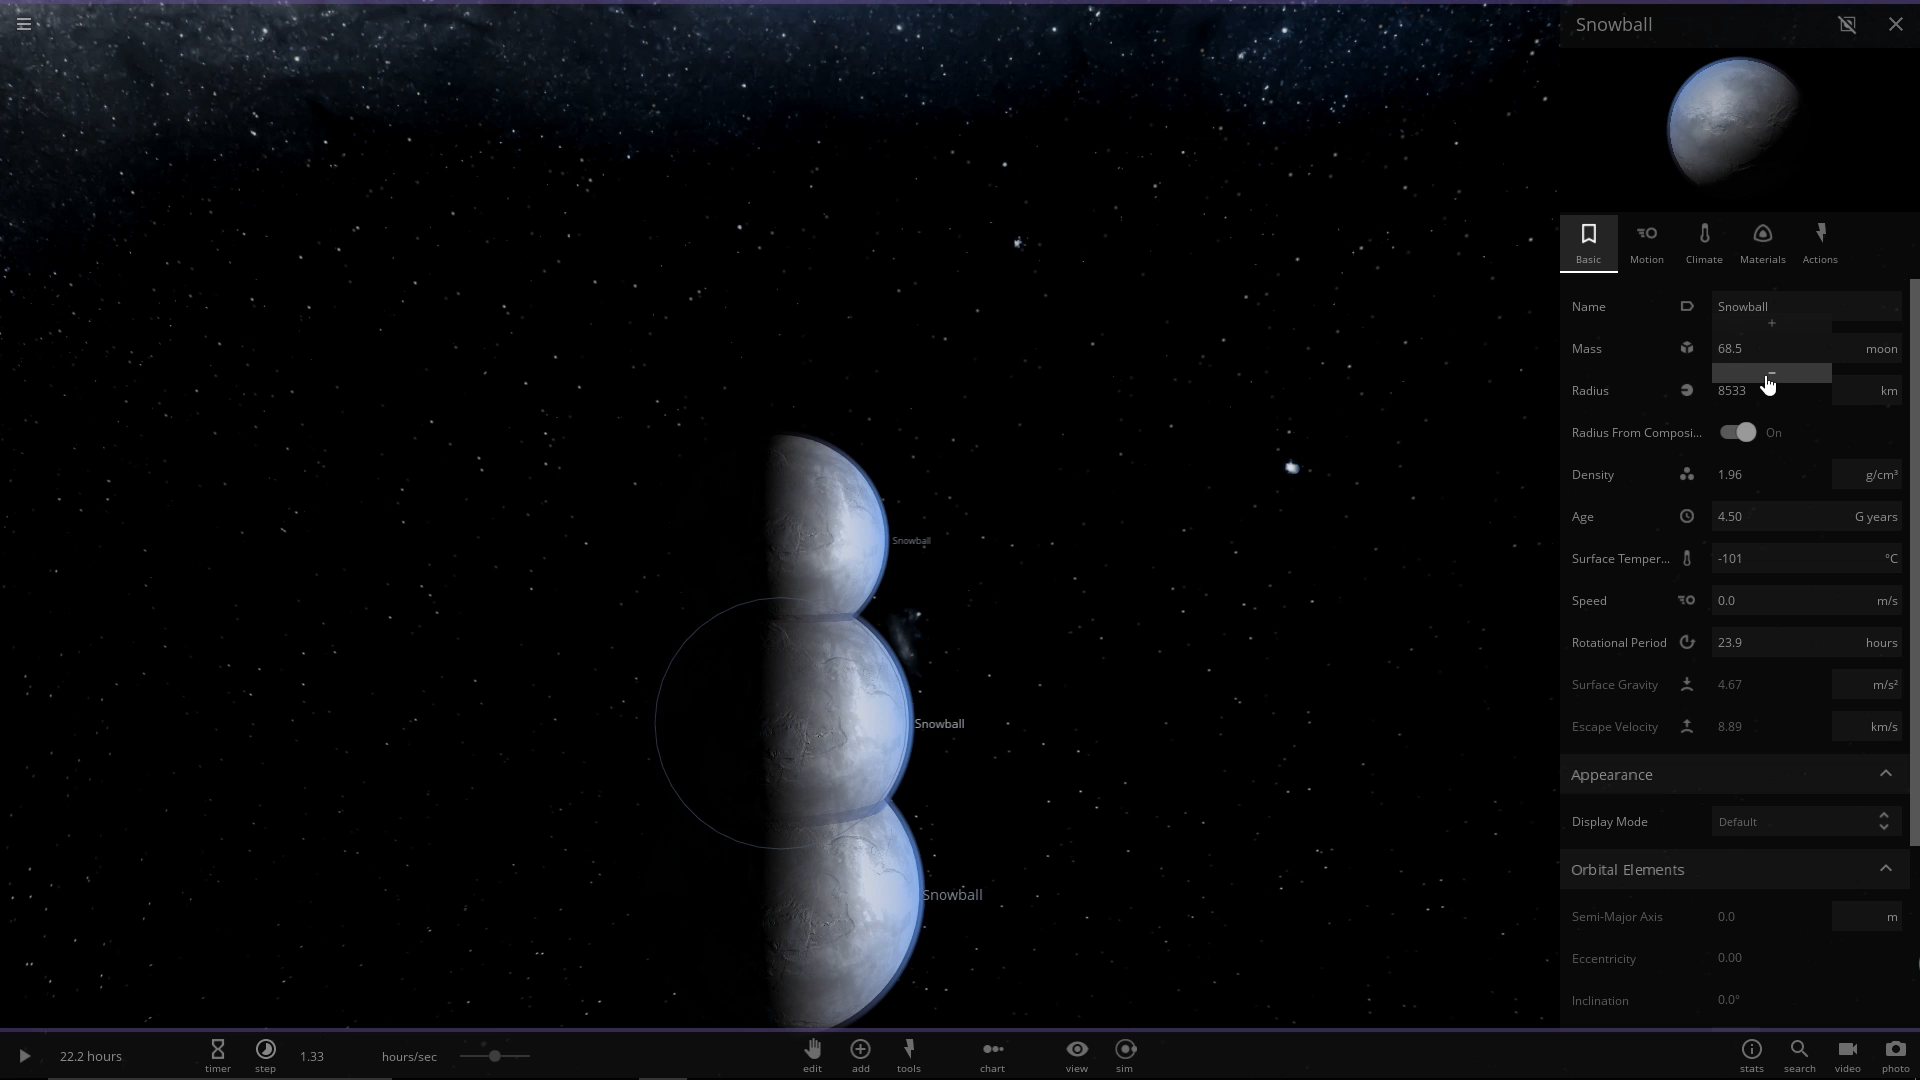 Snowball
Basic
Motion
Climate
Materials
Actions
Name Snowball
+
Mass 68.5 moon
-
Radius 8533 km
Radius From Composi... On
Density 1.96 g/cm³
Age 4.50 G years
Surface Temper... -101 °C
Speed 0.0 m/s
Rotational Period 23.9 hours
Surface Gravity 4.67 m/s²
Escape Velocity 8.89 km/s
Appearance
Display Mode Default
Orbital Elements
Semi-Major Axis 0.0 m
Eccentricity 0.00
Inclination 0.0°
Snowball
Snowball
Snowball
22.2 hours
timer
step
1.33 hours/sec
edit
add
tools
chart
view
sim
stats
search
video
photo